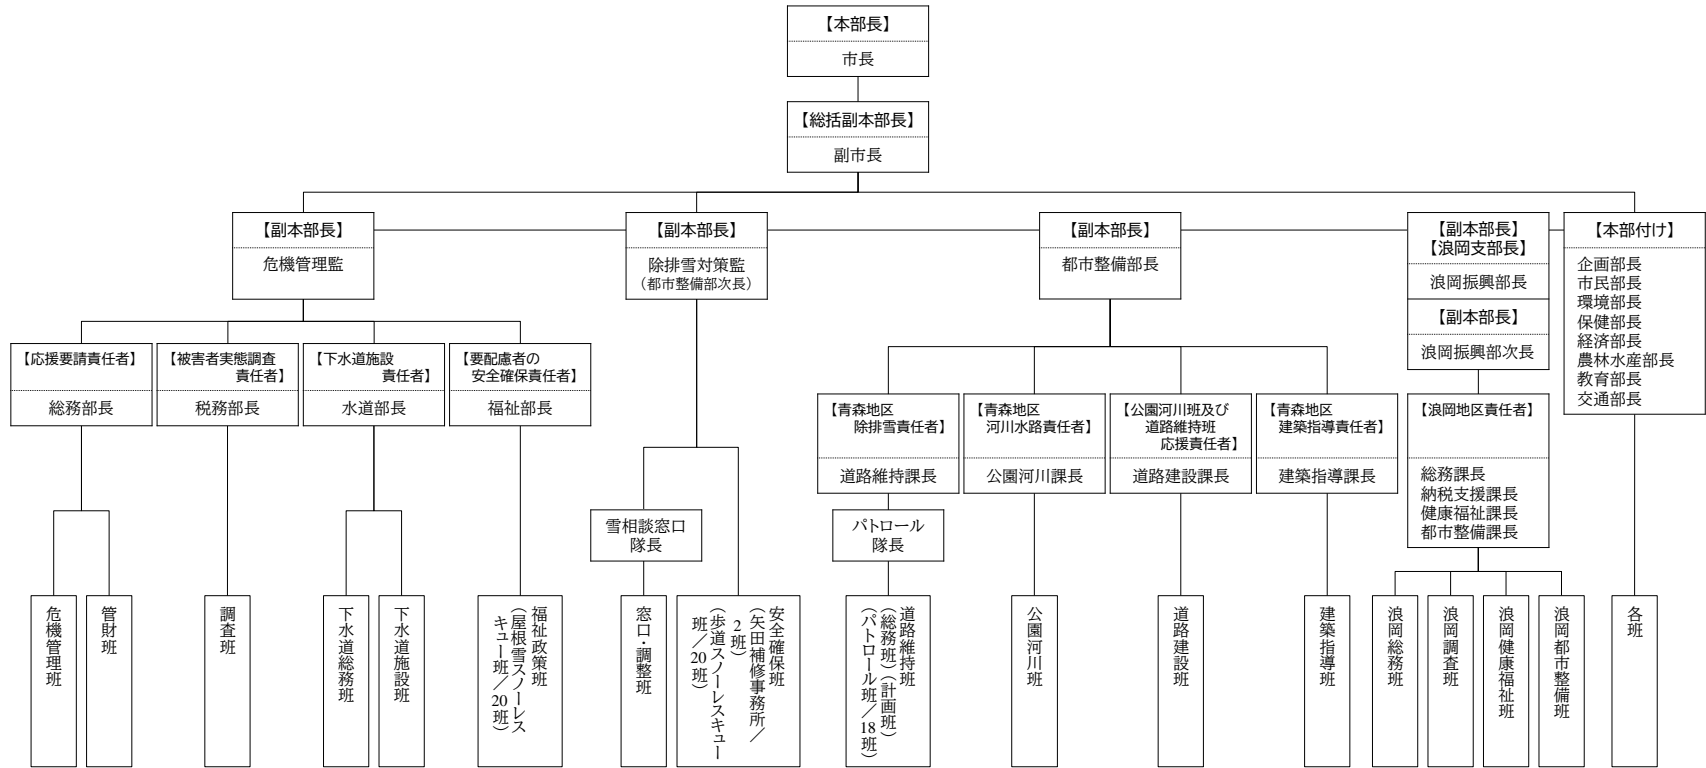 【本部長】
市長
【総括副本部長】
副市長
【副本部長】
危機管理監
【副本部長】
除排雪対策監
（都市整備部次長）
【副本部長】
都市整備部長
【副本部長】
【浪岡支部長】
浪岡振興部長
【副本部長】
浪岡振興部次長
【本部付け】
企画部長
市民部長
環境部長
保健部長
経済部長
農林水産部長
教育部長
交通部長
【応援要請責任者】
総務部長
【被害者実態調査
責任者】
税務部長
【下水道施設
責任者】
水道部長
【要配慮者の
安全確保責任者】
福祉部長
【青森地区
除排雪責任者】
道路維持課長
【青森地区
河川水路責任者】
公園河川課長
【公園河川班及び
道路維持班
応援責任者】
道路建設課長
【青森地区
建築指導責任者】
建築指導課長
【浪岡地区責任者】
総務課長
納税支援課長
健康福祉課長
都市整備課長
雪相談窓口
隊長
パトロール
隊長
危機管理班
管財班
調査班
下水道総務班
下水道施設班
福祉政策班
（屋根雪スノーレス
キュー班／20班）
窓口・調整班
安全確保班
（矢田補修事務所／
2班）
（歩道スノーレスキュー
班／20班）
道路維持班
（総務班）（計画班）
（パトロール班／18班）
公園河川班
道路建設班
建築指導班
浪岡総務班
浪岡調査班
浪岡健康福祉班
浪岡都市整備班
各班